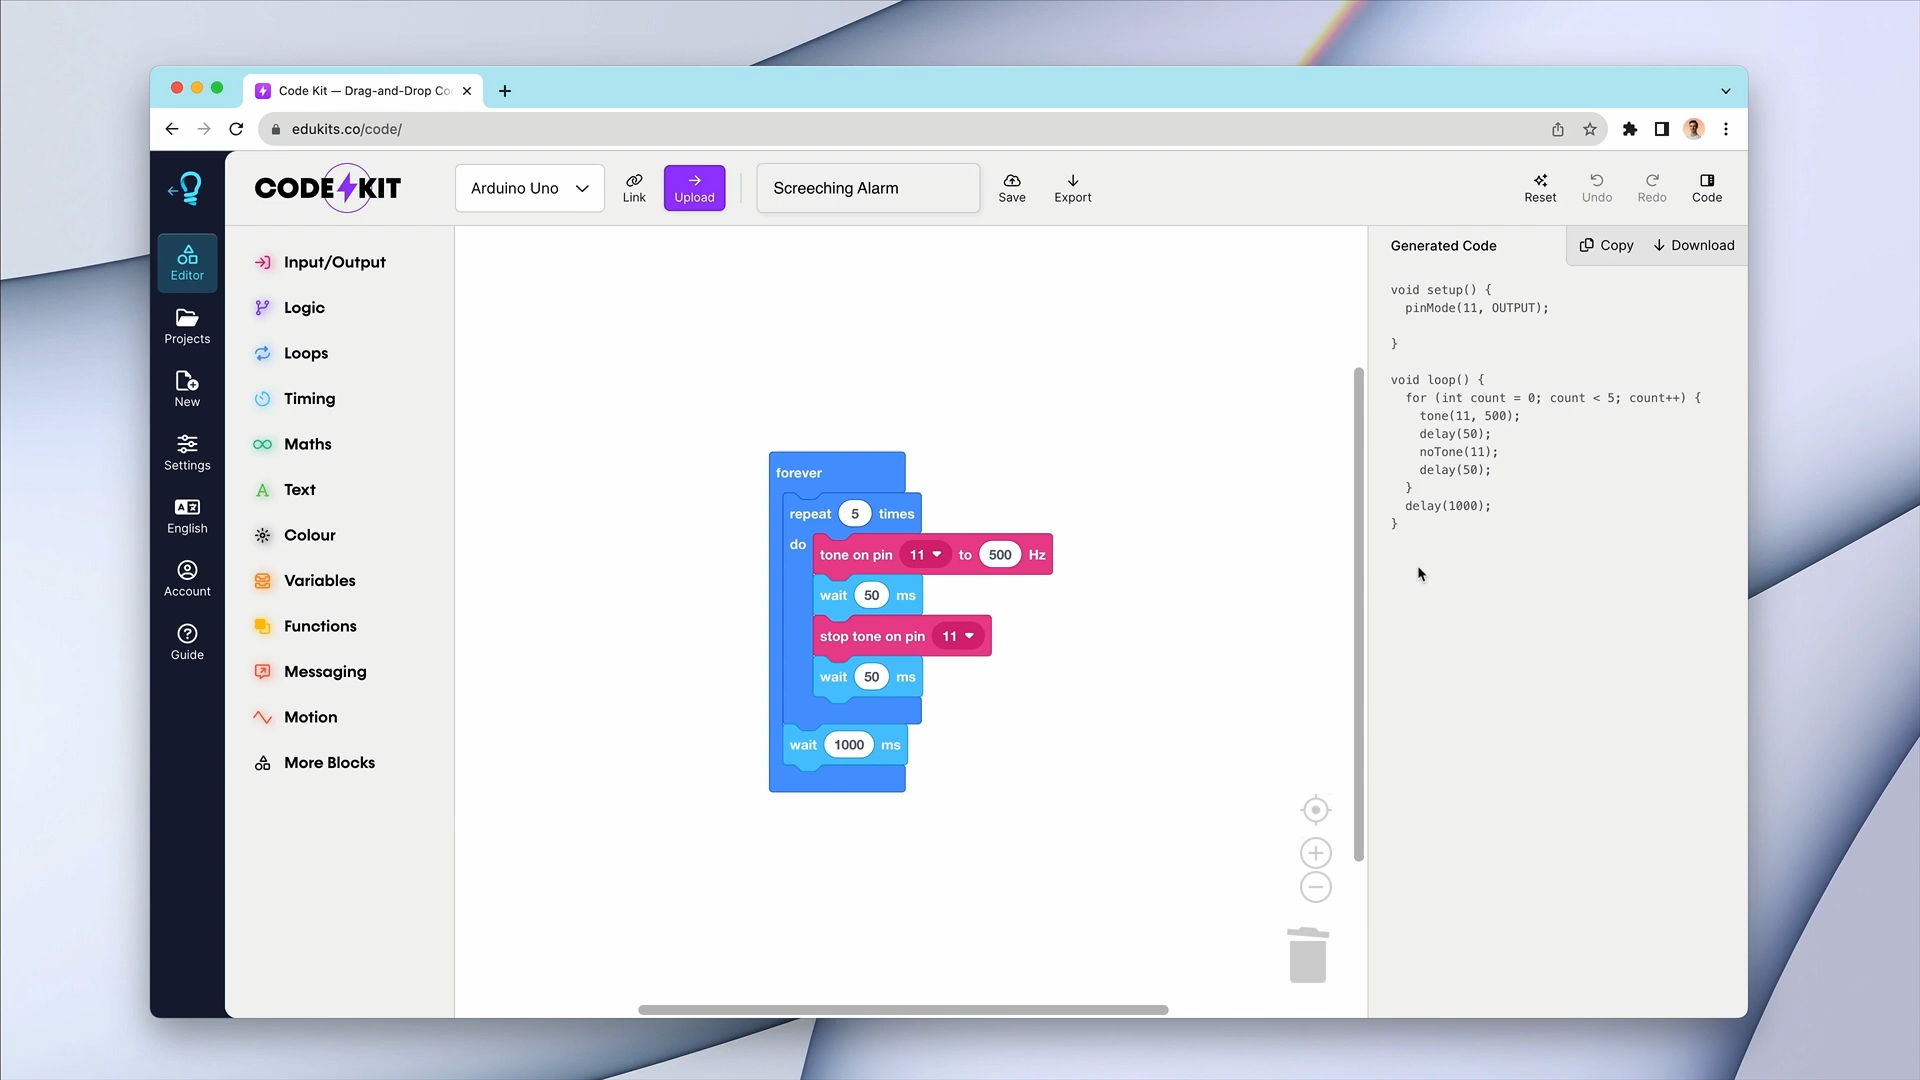 Code Kit — Drag-and-Drop Co
edukits.co/code/
CODE KIT
Arduino Uno
Link
Upload
Screeching Alarm
Save
Export
Reset
Undo
Redo
Code
Editor
Projects
New
Settings
English
Account
Guide
Input/Output
Logic
Loops
Timing
Maths
Text
Colour
Variables
Functions
Messaging
Motion
More Blocks
forever
repeat 5 times
do
tone on pin 11 to 500 Hz
wait 50 ms
stop tone on pin 11
wait 50 ms
wait 1000 ms
Generated Code
Copy
Download
void setup() {
pinMode(11, OUTPUT);
}
void loop() {
for (int count = 0; count < 5; count++) {
tone(11, 500);
delay(50);
noTone(11);
delay(50);
}
delay(1000);
}